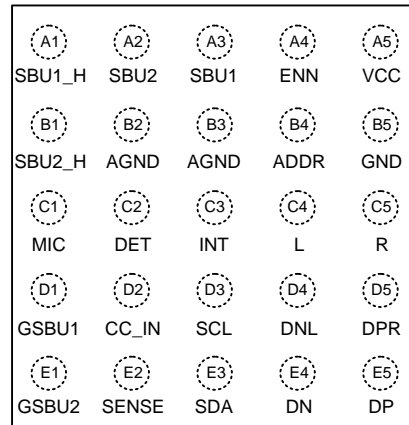 A1 A2 A3 A4 A5
SBU1_H SBU2 SBU1 ENN VCC
B1 B2 B3 B4 B5
SBU2_H AGND AGND ADDR GND
C1 C2 C3 C4 C5
MIC DET INT L R
D1 D2 D3 D4 D5
GSBU1 CC_IN SCL DNL DPR
E1 E2 E3 E4 E5
GSBU2 SENSE SDA DN DP